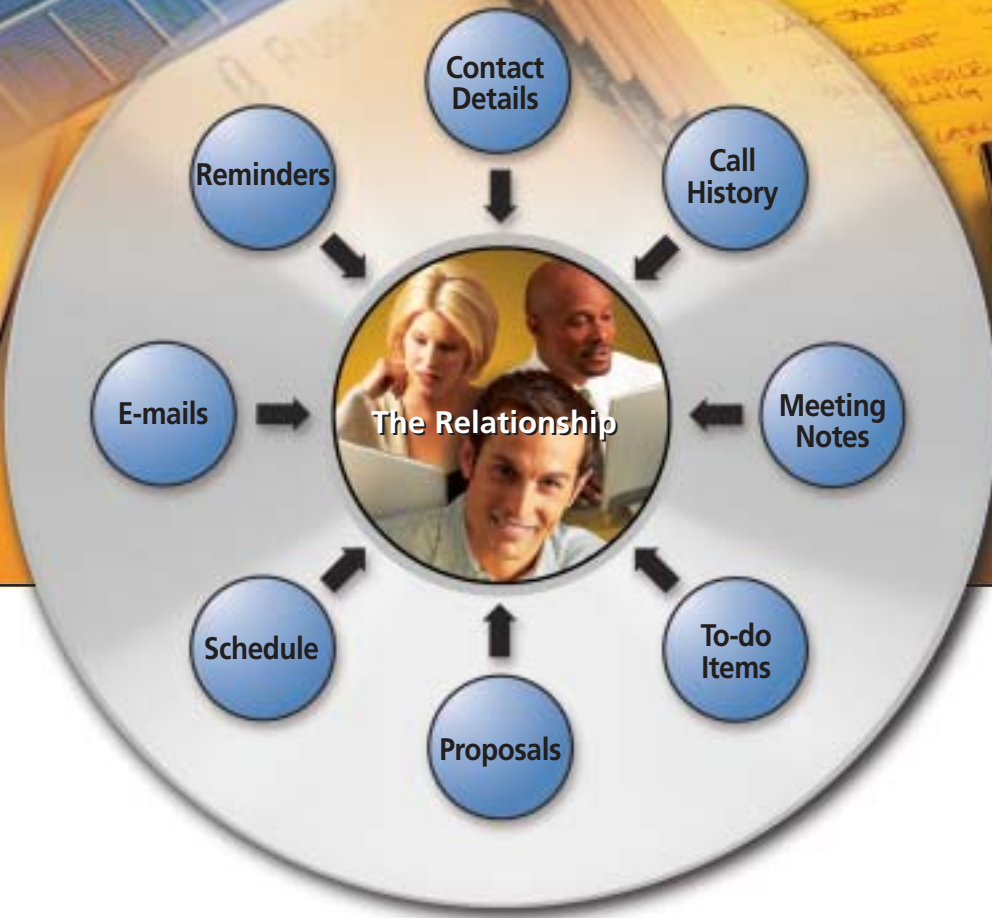 Contact
Details
Call
History
Meeting
Notes
To-do
Items
Proposals
Schedule
E-mails
Reminders
The Relationship